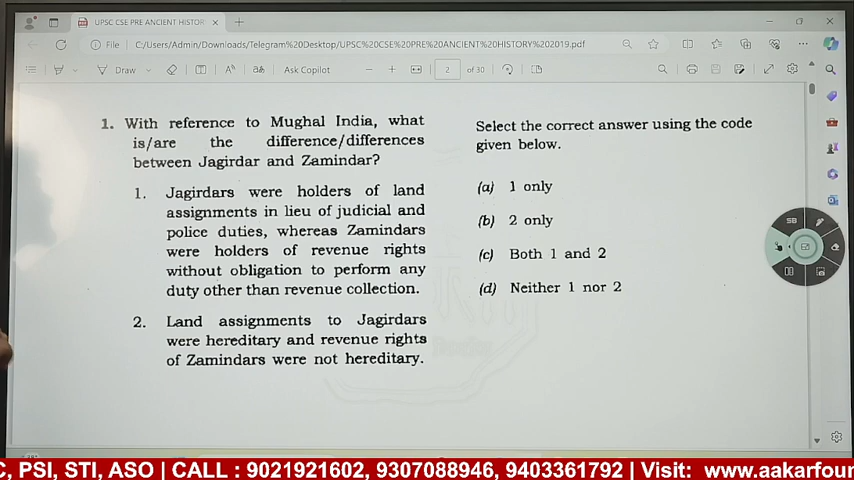 UPSC CSE PRE ANCIENT HISTOR
File C:/Users/Admin/Downloads/Telegram%20Desktop/UPSC%20CSE%20PRE%20ANCIENT%20HISTORY%202019.pdf
Draw Ask Copilot 2 of 30
1. With reference to Mughal India, what
is/are the difference/differences
between Jagirdar and Zamindar?
1. Jagirdars were holders of land
assignments in lieu of judicial and
police duties, whereas Zamindars
were holders of revenue rights
without obligation to perform any
duty other than revenue collection.
2. Land assignments to Jagirdars
were hereditary and revenue rights
of Zamindars were not hereditary.
Select the correct answer using the code
given below.
(a) 1 only
(b) 2 only
(c) Both 1 and 2
(d) Neither 1 nor 2
SB
C, PSI, STI, ASO | CALL : 9021921602, 9307088946, 9403361792 | Visit: www.aakarfour